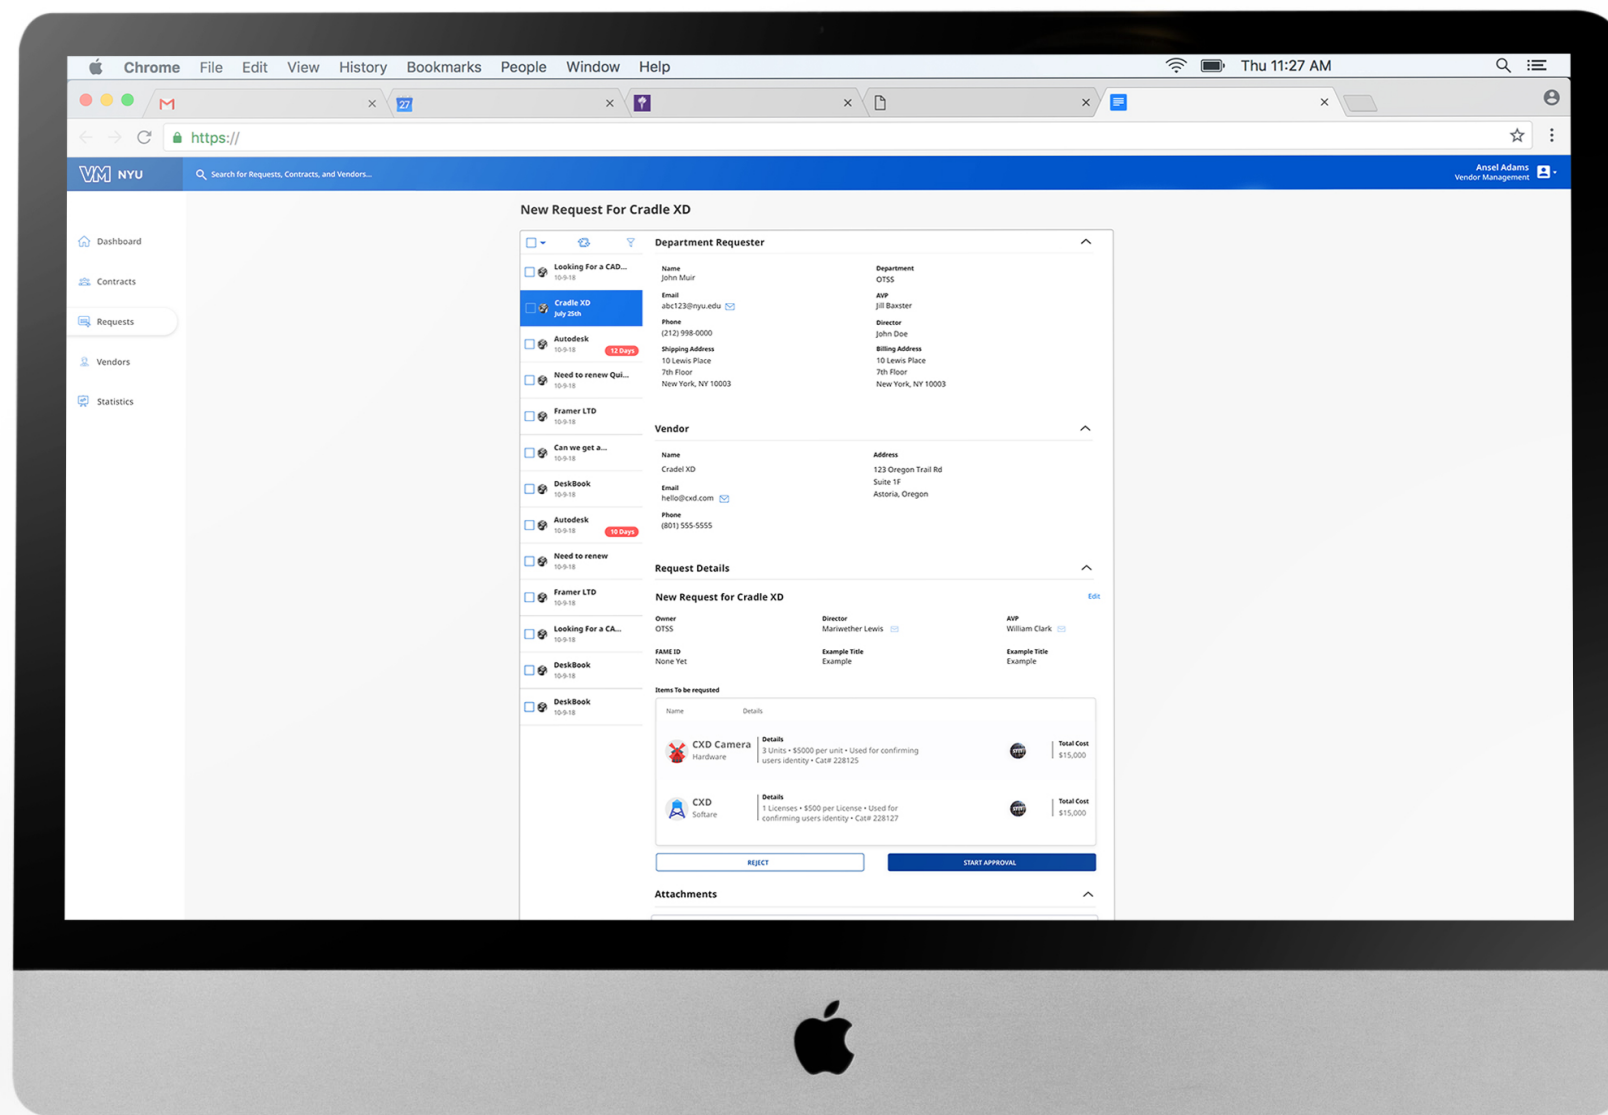 Chrome File Edit View History Bookmarks People Window Help
Thu 11:27 AM
27
https://
VM NYU
Search for Requests, Contracts, and Vendors...
Ansel Adams
Vendor Management
Dashboard
Contracts
Requests
Vendors
Statistics
New Request For Cradle XD
Looking For a CAD...
10-9-18
Cradle XD
July 25th
Autodesk
10-9-18
12 Days
Need to renew Qui...
10-9-18
Framer LTD
10-9-18
Can we get a...
10-9-18
DeskBook
10-9-18
Autodesk
10-9-18
10 Days
Need to renew
10-9-18
Framer LTD
10-9-18
Looking For a CA...
10-9-18
DeskBook
10-9-18
DeskBook
10-9-18
Department Requester
Name
John Muir
Email
abc123@nyu.edu
Phone
(212) 998-0000
Shipping Address
10 Lewis Place
7th Floor
New York, NY 10003
Department
OTSS
AVP
Jill Baxster
Director
John Doe
Billing Address
10 Lewis Place
7th Floor
New York, NY 10003
Vendor
Name
Cradel XD
Email
hello@cxd.com
Phone
(801) 555-5555
Address
123 Oregon Trail Rd
Suite 1F
Astoria, Oregon
Request Details
New Request for Cradle XD
Edit
Owner
OTSS
Director
Mariwether Lewis
AVP
William Clark
FAME ID
None Yet
Example Title
Example
Example Title
Example
Items To be requsted
Name Details
CXD Camera
Hardware
Details
3 Units • $5000 per unit • Used for confirming
users identity • Cat# 228125
Total Cost
$15,000
CXD
Softare
Details
1 Licenses • $500 per License • Used for
confirming users identity • Cat# 228127
Total Cost
$15,000
REJECT
START APPROVAL
Attachments